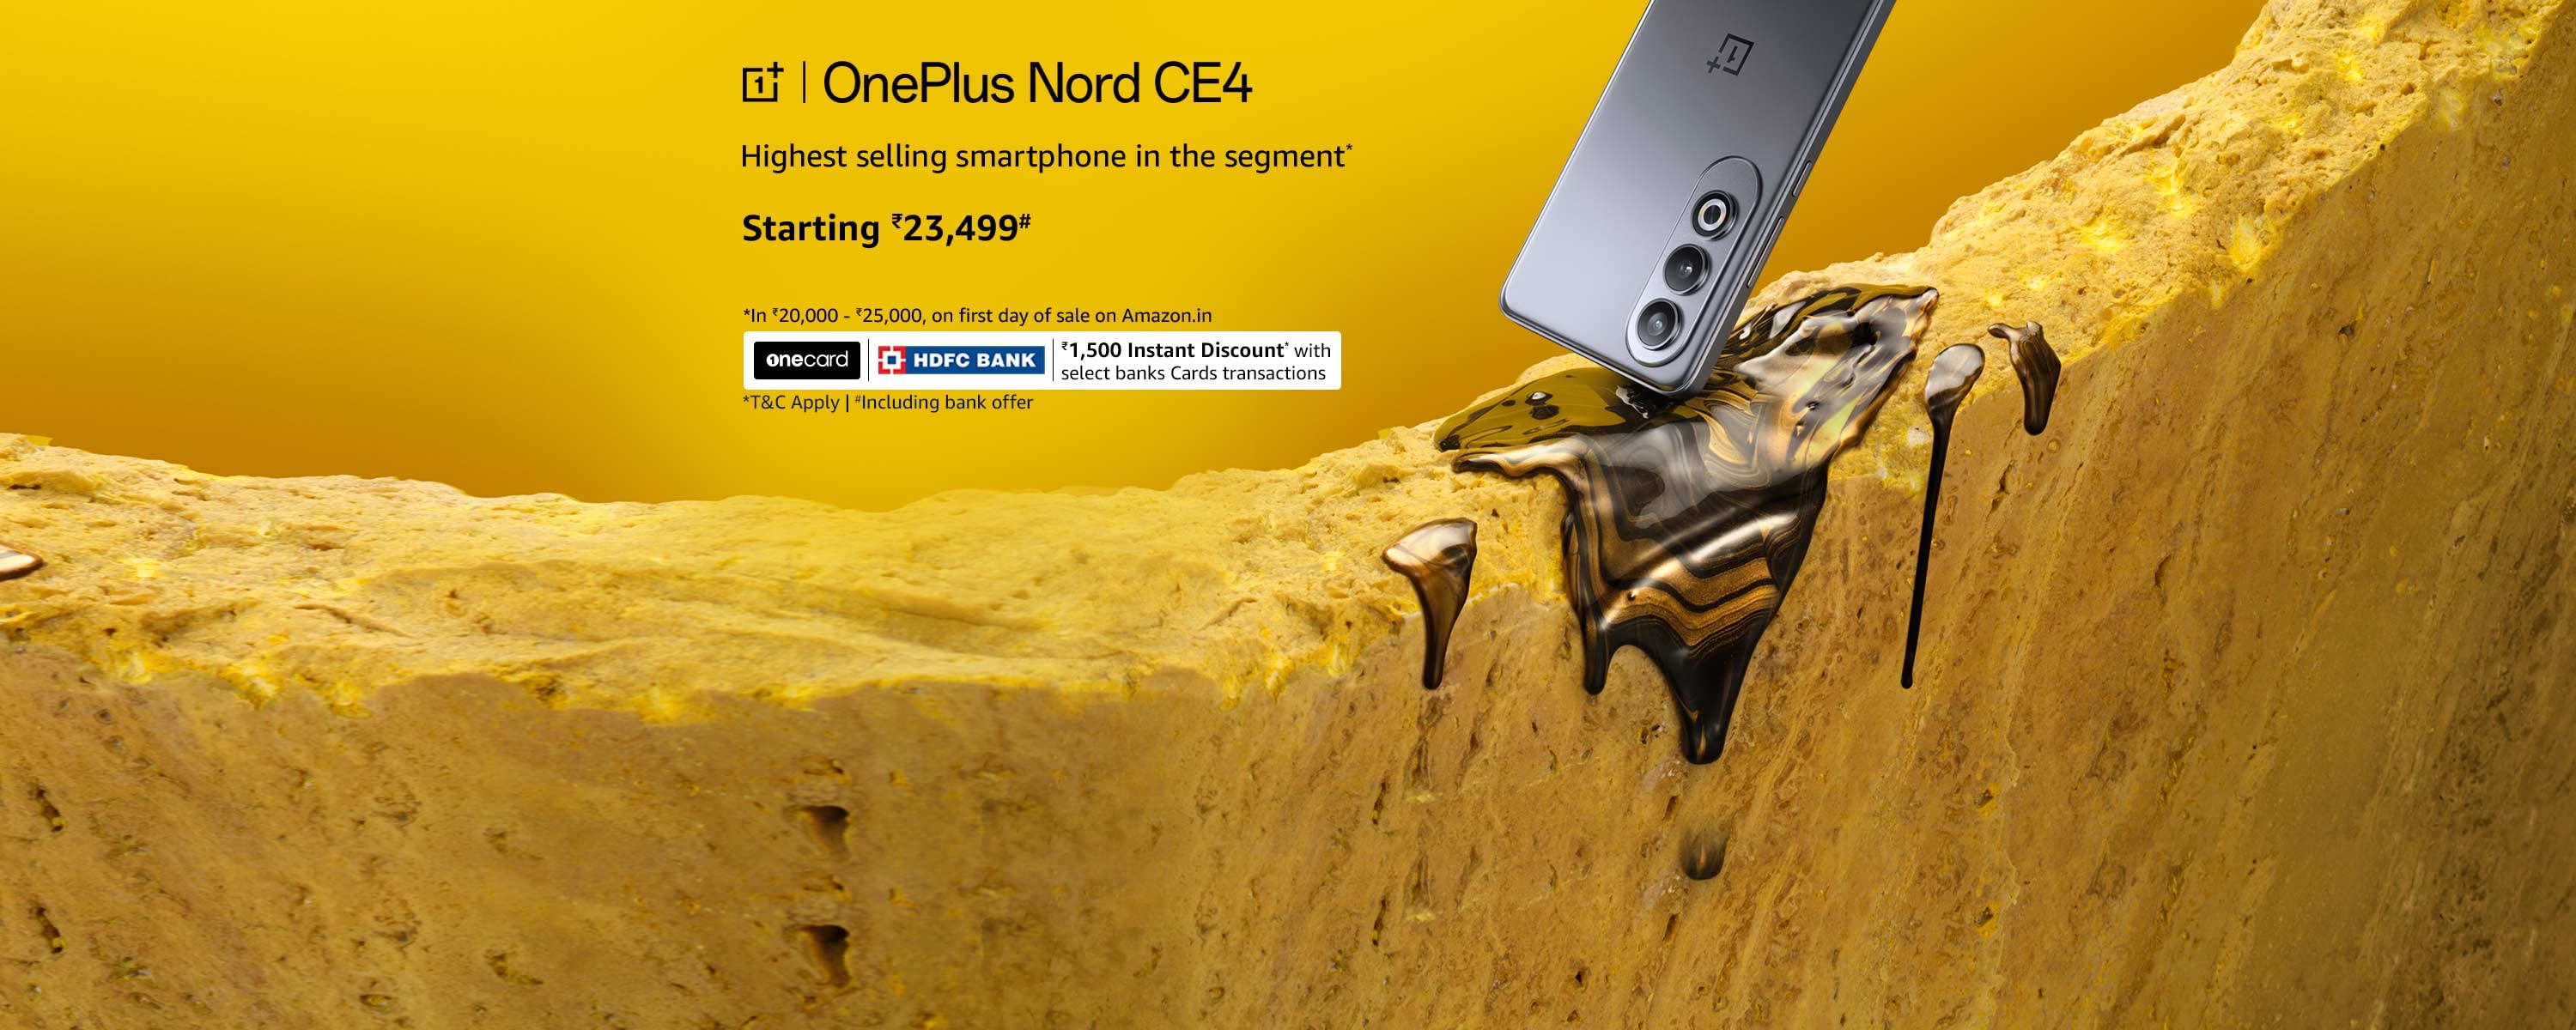 1+ | OnePlus Nord CE4
Highest selling smartphone in the segment*
Starting ₹23,499#
*In ₹20,000 - ₹25,000, on first day of sale on Amazon.in
onecard | HDFC BANK | ₹1,500 Instant Discount* with
select banks Cards transactions
*T&C Apply | #Including bank offer
1+